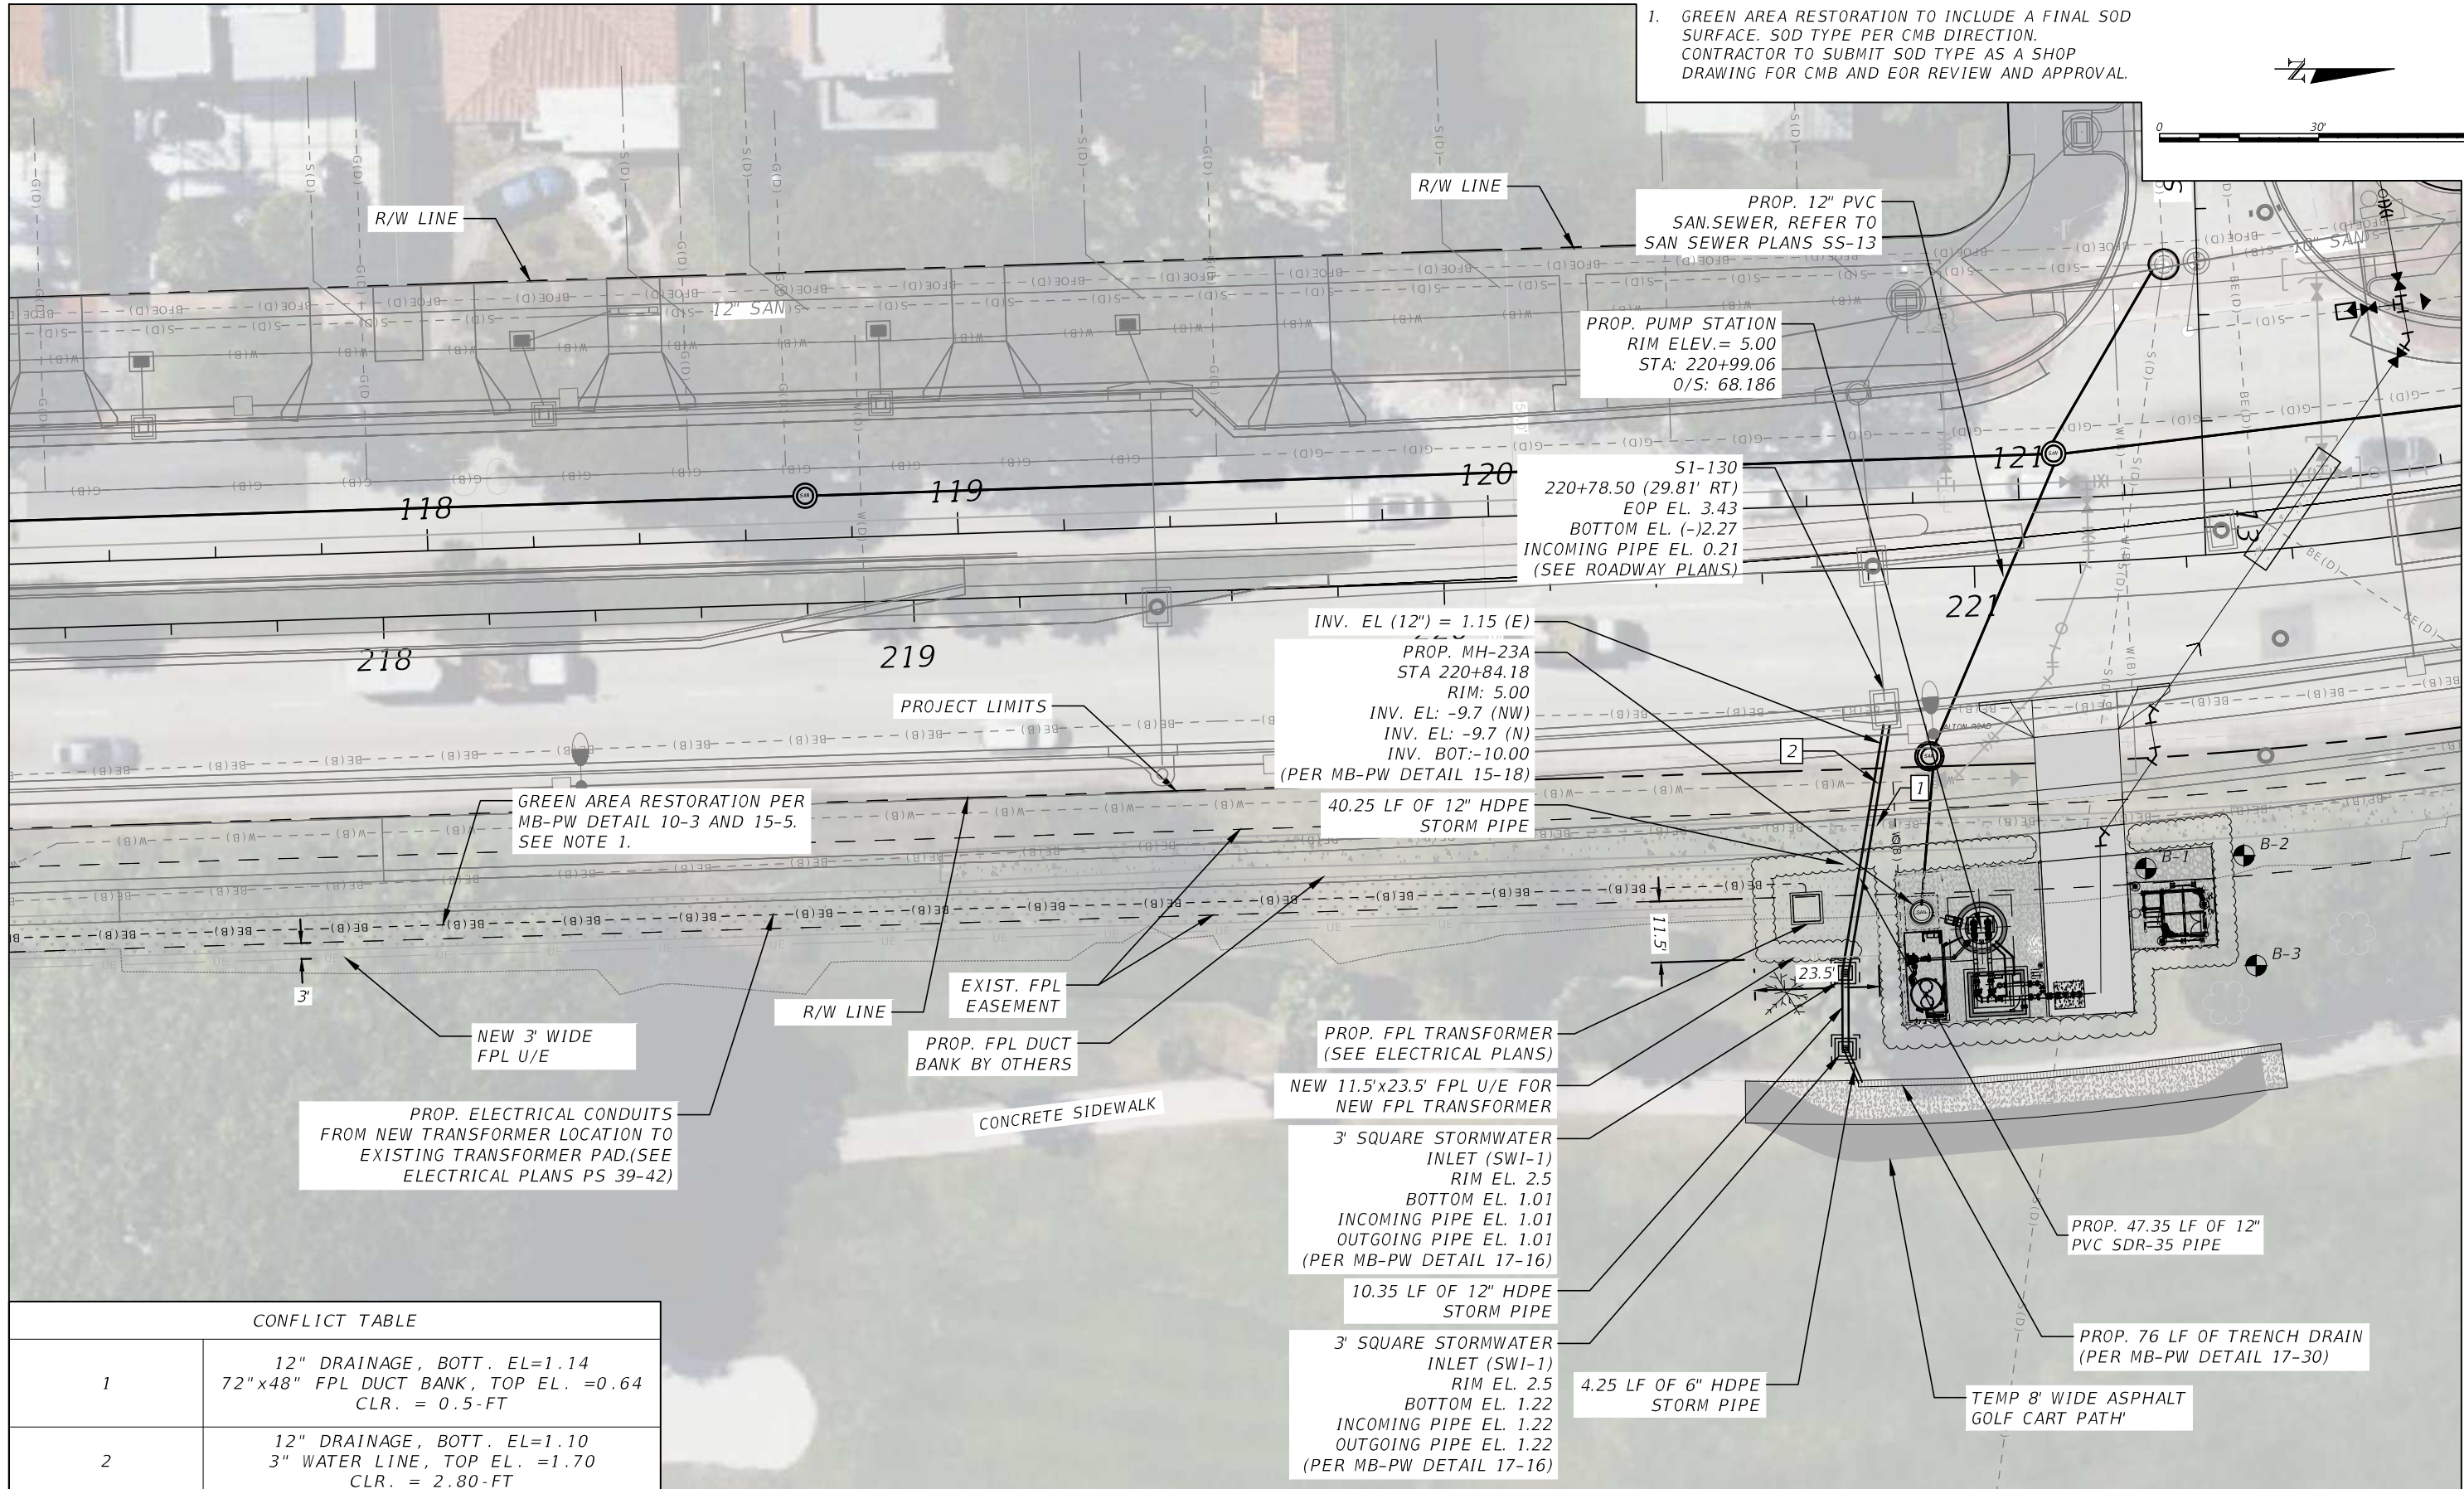 1. GREEN AREA RESTORATION TO INCLUDE A FINAL SOD
SURFACE. SOD TYPE PER CMB DIRECTION.
CONTRACTOR TO SUBMIT SOD TYPE AS A SHOP
DRAWING FOR CMB AND EOR REVIEW AND APPROVAL.
N
0 30'
R/W LINE
R/W LINE
PROP. 12" PVC
SAN.SEWER, REFER TO
SAN SEWER PLANS SS-13
12" SAN
10" SAN
PROP. PUMP STATION
RIM ELEV.= 5.00
STA: 220+99.06
O/S: 68.186
118
119
120
121
13
S1-130
220+78.50 (29.81' RT)
EOP EL. 3.43
BOTTOM EL. (-)2.27
INCOMING PIPE EL. 0.21
(SEE ROADWAY PLANS)
218
219
221
INV. EL (12") = 1.15 (E)
PROP. MH-23A
STA 220+84.18
RIM: 5.00
INV. EL: -9.7 (NW)
INV. EL: -9.7 (N)
INV. BOT:-10.00
(PER MB-PW DETAIL 15-18)
40.25 LF OF 12" HDPE
STORM PIPE
PROJECT LIMITS
2
1
ALTON ROAD
GREEN AREA RESTORATION PER
MB-PW DETAIL 10-3 AND 15-5.
SEE NOTE 1.
B-1
B-2
B-3
11.5'
23.5'
3'
NEW 3' WIDE
FPL U/E
R/W LINE
EXIST. FPL
EASEMENT
PROP. FPL DUCT
BANK BY OTHERS
PROP. ELECTRICAL CONDUITS
FROM NEW TRANSFORMER LOCATION TO
EXISTING TRANSFORMER PAD.(SEE
ELECTRICAL PLANS PS 39-42)
CONCRETE SIDEWALK
PROP. FPL TRANSFORMER
(SEE ELECTRICAL PLANS)
NEW 11.5'x23.5' FPL U/E FOR
NEW FPL TRANSFORMER
3' SQUARE STORMWATER
INLET (SWI-1)
RIM EL. 2.5
BOTTOM EL. 1.01
INCOMING PIPE EL. 1.01
OUTGOING PIPE EL. 1.01
(PER MB-PW DETAIL 17-16)
10.35 LF OF 12" HDPE
STORM PIPE
3' SQUARE STORMWATER
INLET (SWI-1)
RIM EL. 2.5
BOTTOM EL. 1.22
INCOMING PIPE EL. 1.22
OUTGOING PIPE EL. 1.22
(PER MB-PW DETAIL 17-16)
4.25 LF OF 6" HDPE
STORM PIPE
PROP. 47.35 LF OF 12"
PVC SDR-35 PIPE
PROP. 76 LF OF TRENCH DRAIN
(PER MB-PW DETAIL 17-30)
TEMP 8' WIDE ASPHALT
GOLF CART PATH'
CONFLICT TABLE
1
12" DRAINAGE, BOTT. EL=1.14
72"x48" FPL DUCT BANK, TOP EL. =0.64
CLR. = 0.5-FT
2
12" DRAINAGE, BOTT. EL=1.10
3" WATER LINE, TOP EL. =1.70
CLR. = 2.80-FT